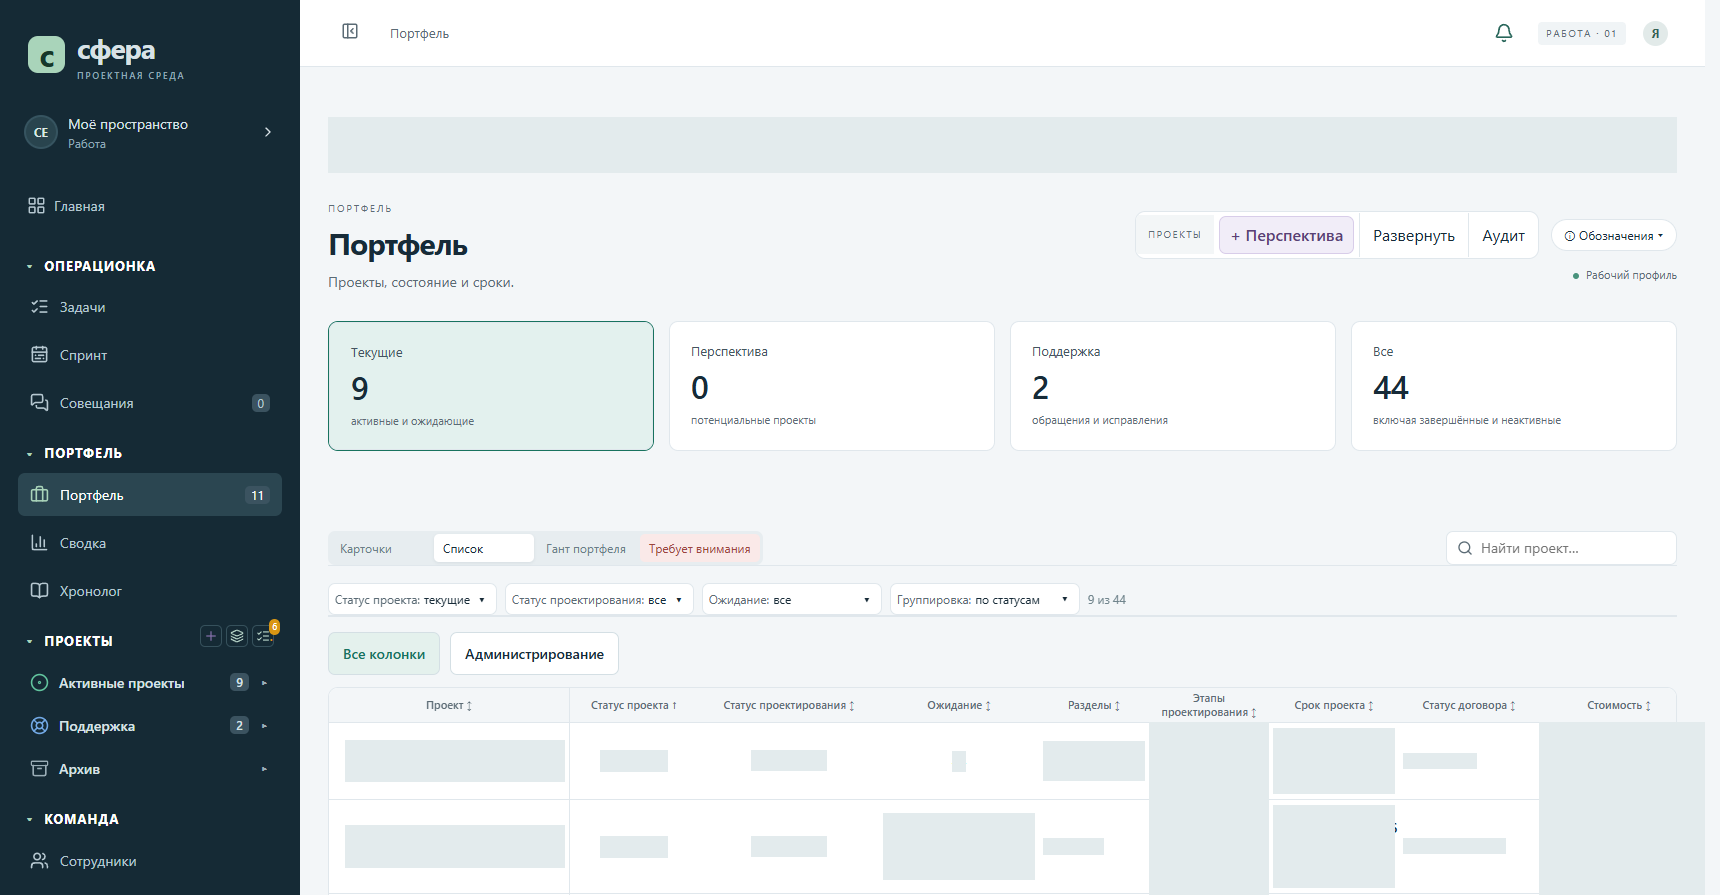 с сфера
ПРОЕКТНАЯ СРЕДА
СЕ Моё пространство
Работа
Главная
ОПЕРАЦИОНКА
Задачи
Спринт
Совещания 0
ПОРТФЕЛЬ
Портфель 11
Сводка
Хронолог
ПРОЕКТЫ + 6
Активные проекты 9
Поддержка 2
Архив
КОМАНДА
Сотрудники
Портфель
РАБОТА · 01
Я
ПОРТФЕЛЬ
Портфель
Проекты, состояние и сроки.
ПРОЕКТЫ + Перспектива Развернуть Аудит Обозначения
Рабочий профиль
Текущие
9
активные и ожидающие
Перспектива
0
потенциальные проекты
Поддержка
2
обращения и исправления
Все
44
включая завершённые и неактивные
Карточки Список Гант портфеля Требует внимания
Найти проект...
Статус проекта: текущие Статус проектирования: все Ожидание: все Группировка: по статусам 9 из 44
Все колонки Администрирование
Проект ↕ Статус проекта ↑ Статус проектирования ↕ Ожидание ↕ Разделы ↕ Этапы проектирования ↕ Срок проекта ↕ Статус договора ↕ Стоимость ↕